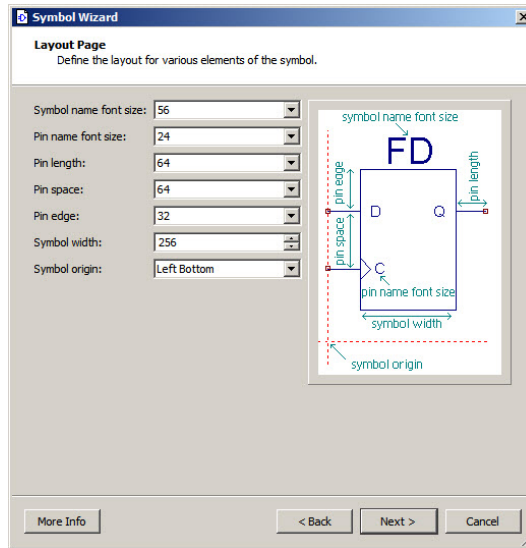 Symbol Wizard
Layout Page
Define the layout for various elements of the symbol.
Symbol name font size: 56
Pin name font size: 24
Pin length: 64
Pin space: 64
Pin edge: 32
Symbol width: 256
Symbol origin: Left Bottom
symbol name font size
FD
pin edge
pin length
D
Q
pin space
C
pin name font size
symbol width
symbol origin
More Info
< Back
Next >
Cancel